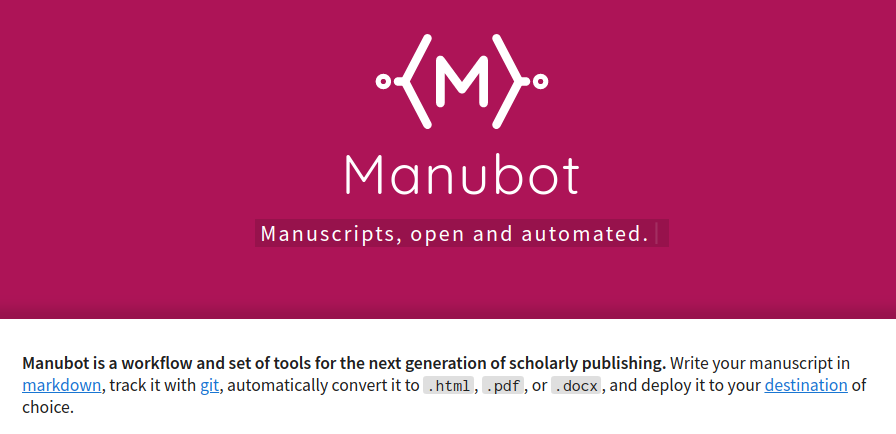 ⟨M⟩
Manubot
Manuscripts, open and automated.
Manubot is a workflow and set of tools for the next generation of scholarly publishing. Write your manuscript in
markdown, track it with git, automatically convert it to .html, .pdf, or .docx, and deploy it to your destination of
choice.